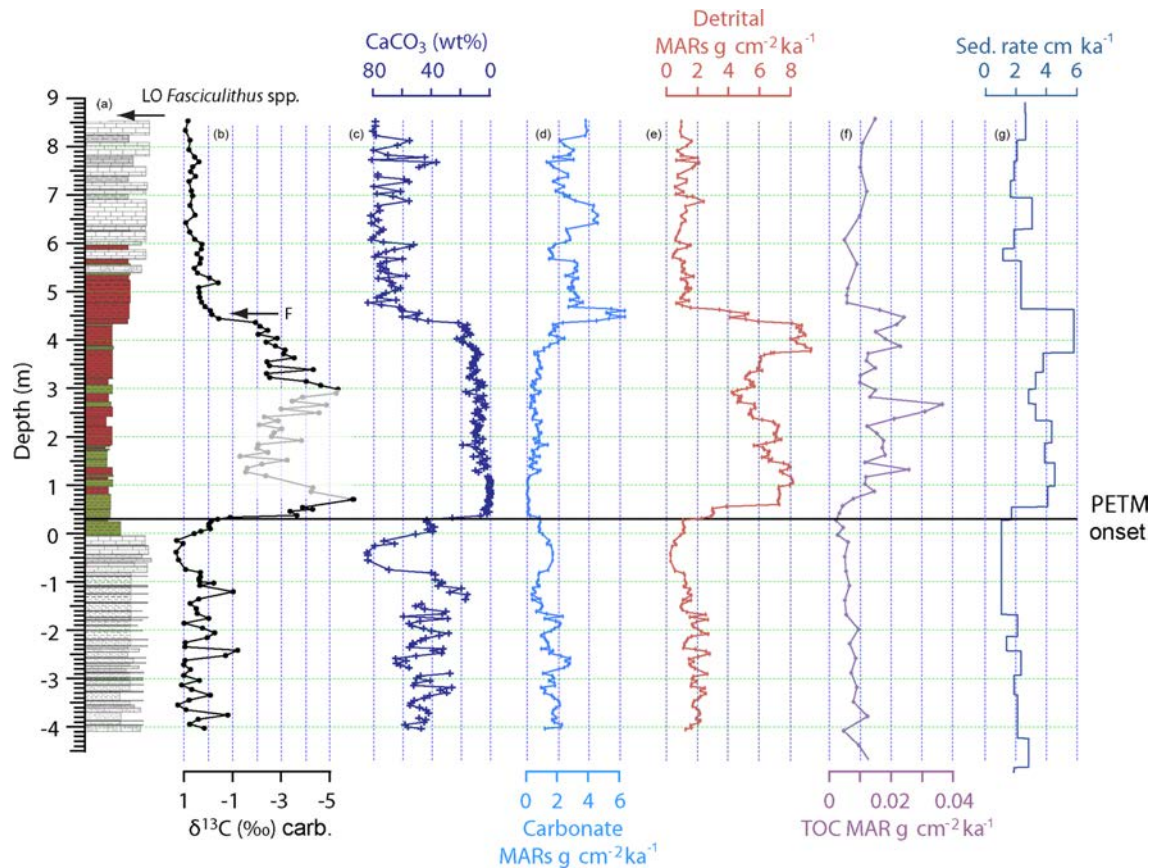 Detrital
CaCO₃ (wt%)
MARs g cm⁻² ka⁻¹
Sed. rate cm ka⁻¹
80 40 0
0 2 4 6 8
0 2 4 6
9
8
7
6
5
4
3
2
1
0
-1
-2
-3
-4
Depth (m)
(a)
LO Fasciculithus spp.
(b)
(c)
(d)
(e)
(f)
(g)
F
PETM
onset
1 -1 -3 -5
δ¹³C (‰) carb.
0 2 4 6
Carbonate
MARs g cm⁻² ka⁻¹
0 0.02 0.04
TOC MAR g cm⁻² ka⁻¹